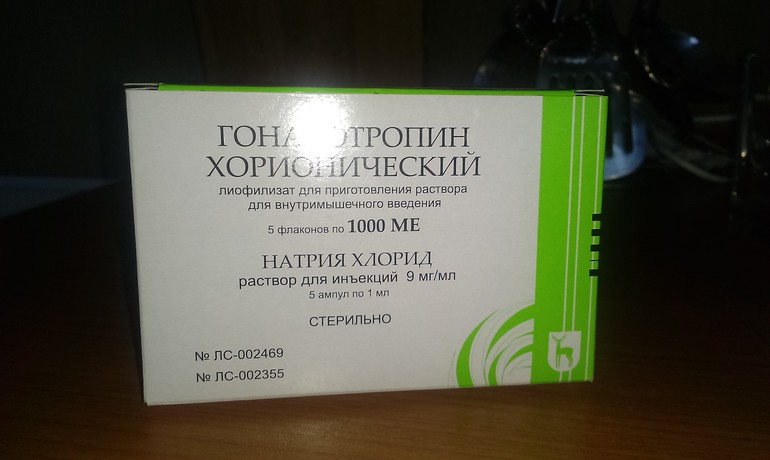 ГОНАДОТРОПИН
ХОРИОНИЧЕСКИЙ
лиофилизат для приготовления раствора
для внутримышечного введения
5 флаконов по 1000 МЕ
НАТРИЯ ХЛОРИД
раствор для инъекций 9 мг/мл
5 ампул по 1 мл
СТЕРИЛЬНО
№ ЛС-002469
№ ЛС-002355